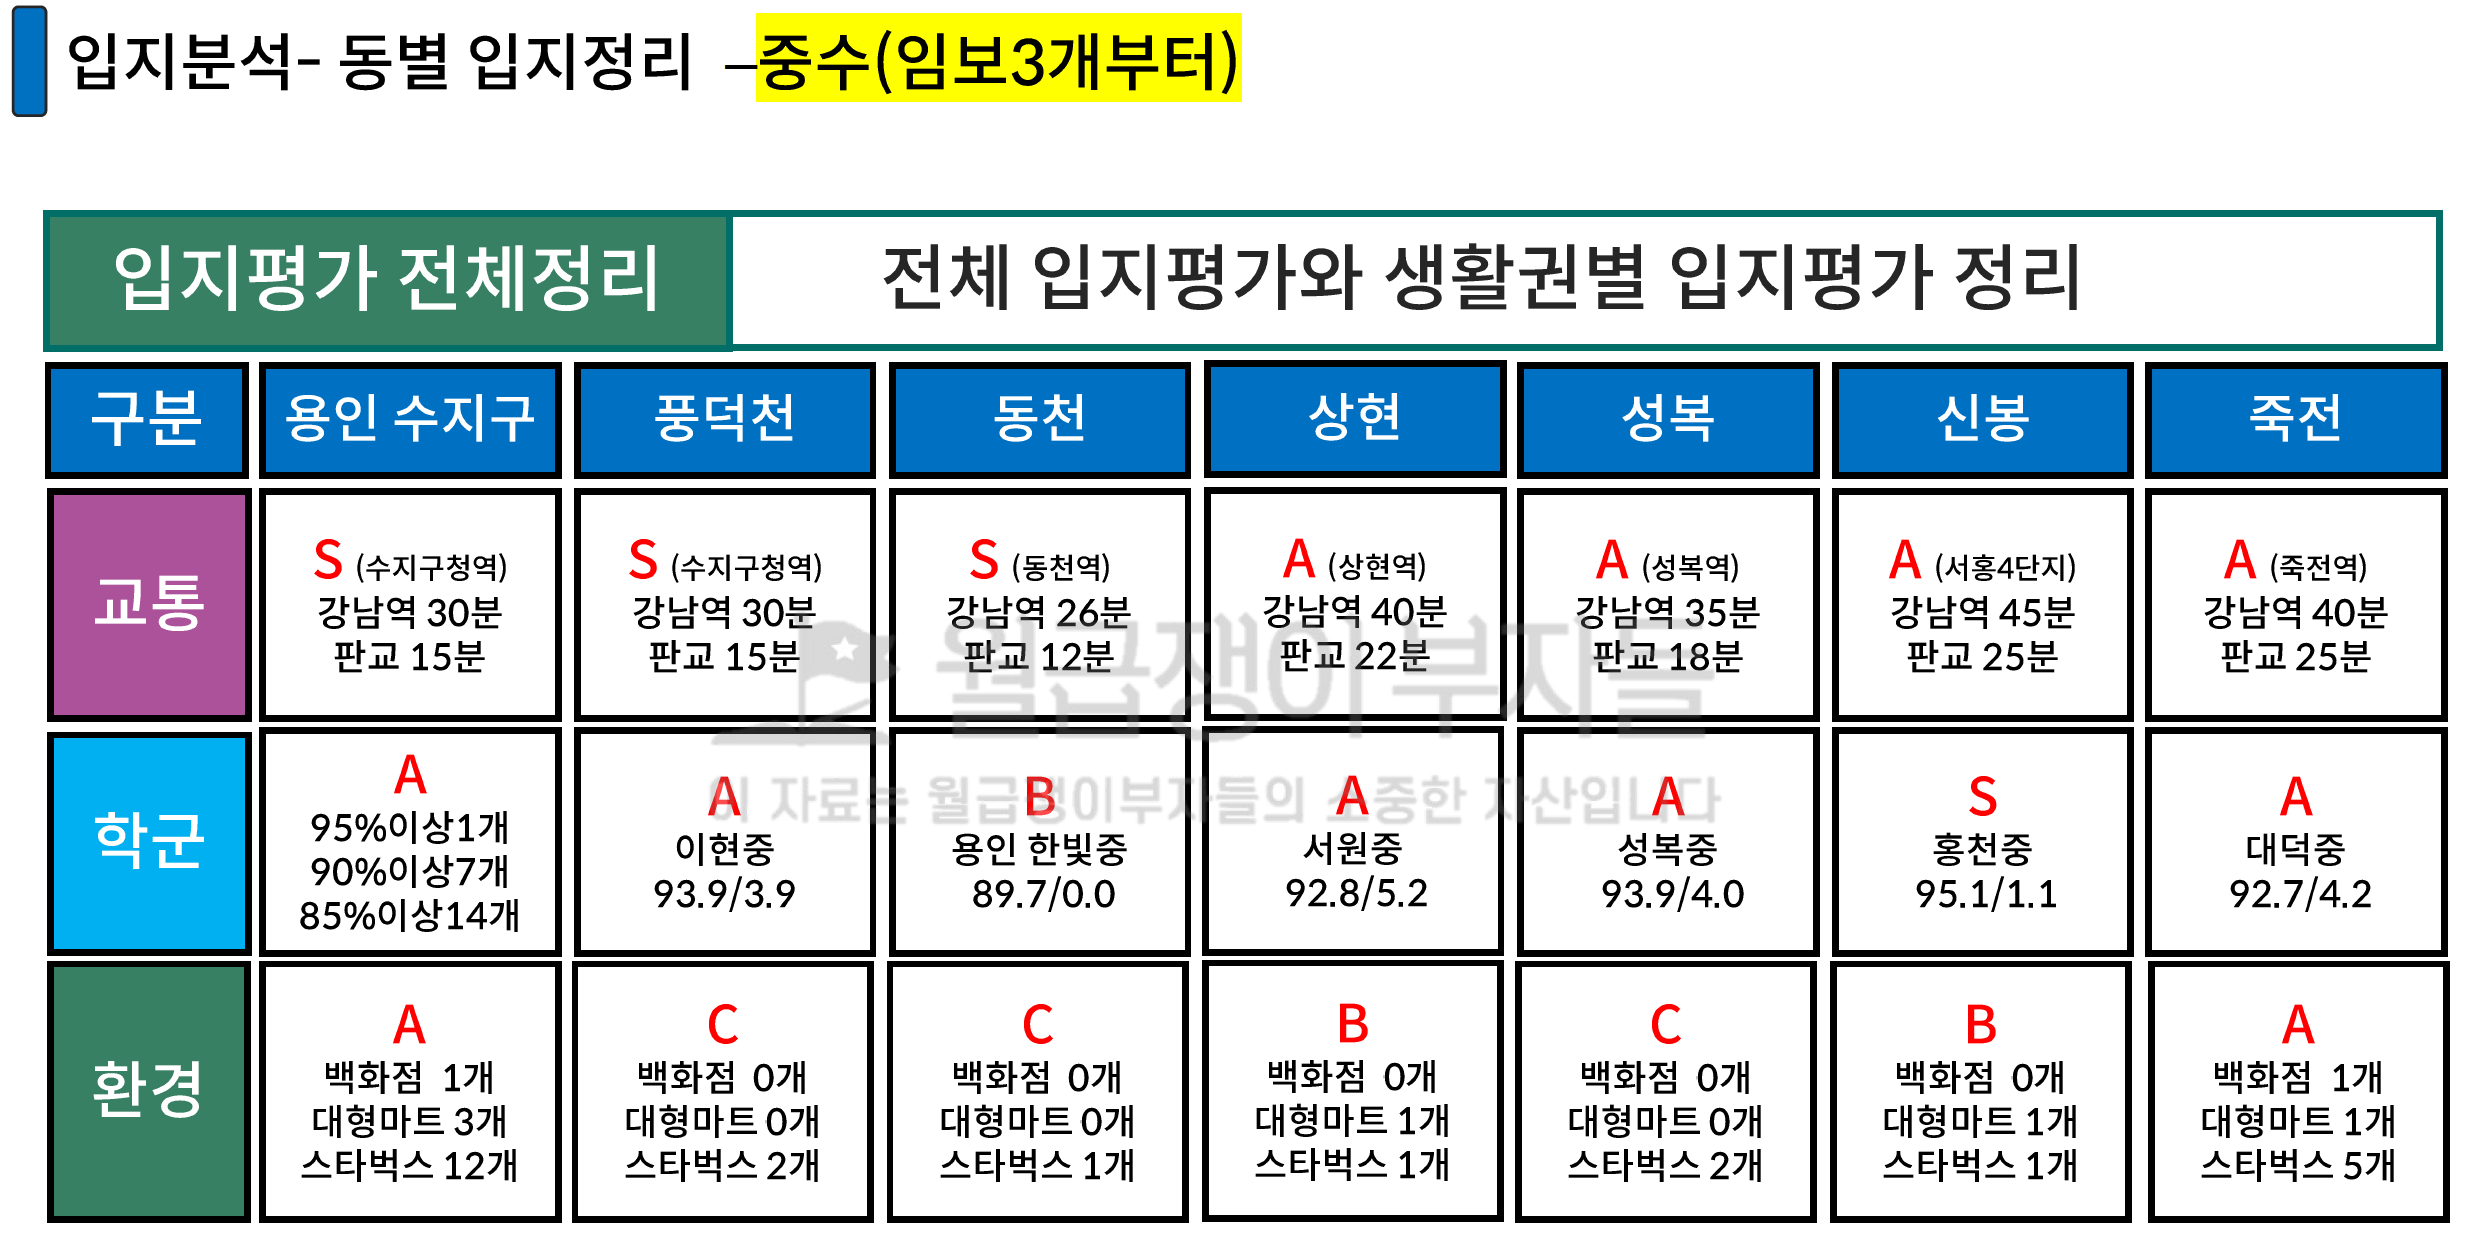 입지분석- 동별 입지정리 –중수(임보3개부터)
입지평가 전체정리
전체 입지평가와 생활권별 입지평가 정리
구분
용인 수지구
풍덕천
동천
상현
성복
신봉
죽전
교통
S (수지구청역)
강남역 30분
판교 15분
S (수지구청역)
강남역 30분
판교 15분
S (동천역)
강남역 26분
판교 12분
A (상현역)
강남역 40분
판교 22분
A (성복역)
강남역 35분
판교 18분
A (서홍4단지)
강남역 45분
판교 25분
A (죽전역)
강남역 40분
판교 25분
월급쟁이 부자들
이 자료는 월급쟁이부자들의 소중한 자산입니다
학군
A
95%이상1개
90%이상7개
85%이상14개
A
이현중
93.9/3.9
B
용인 한빛중
89.7/0.0
A
서원중
92.8/5.2
A
성복중
93.9/4.0
S
홍천중
95.1/1.1
A
대덕중
92.7/4.2
환경
A
백화점 1개
대형마트 3개
스타벅스 12개
C
백화점 0개
대형마트 0개
스타벅스 2개
C
백화점 0개
대형마트 0개
스타벅스 1개
B
백화점 0개
대형마트 1개
스타벅스 1개
C
백화점 0개
대형마트 0개
스타벅스 2개
B
백화점 0개
대형마트 1개
스타벅스 1개
A
백화점 1개
대형마트 1개
스타벅스 5개